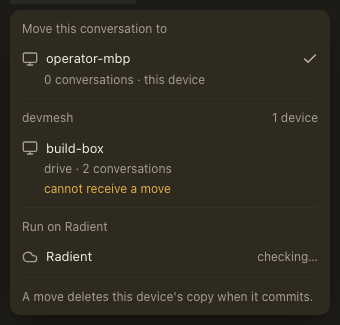 Move this conversation to
operator-mbp
0 conversations · this device
devmesh 1 device
build-box
drive · 2 conversations
cannot receive a move
Run on Radient
Radient checking...
A move deletes this device's copy when it commits.